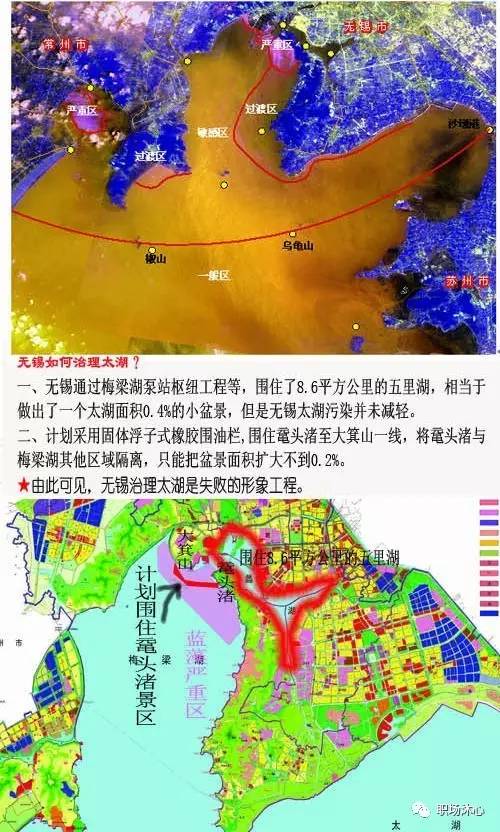 常州市
无锡市
严重区
严重区
过渡区
敏感区
过渡区
沙墩港
椒山
乌龟山
一般区
苏州市
无锡如何治理太湖？
一、无锡通过梅梁湖泵站枢纽工程等，围住了8.6平方公里的五里湖，相当于
做出了一个太湖面积0.4%的小盆景，但是无锡太湖污染并未减轻。
二、计划采用固体浮子式橡胶围油栏,围住鼋头渚至大箕山一线，将鼋头渚与
梅梁湖其他区域隔离，只能把盆景面积扩大不到0.2%。
★由此可见，无锡治理太湖是失败的形象工程。
大箕山
鼋头渚
围住8.6平方公里的五里湖
蠡
湖
计划围住鼋头渚景区
蓝藻严重区
梅 梁 湖
州 市
太 湖
职场沐心